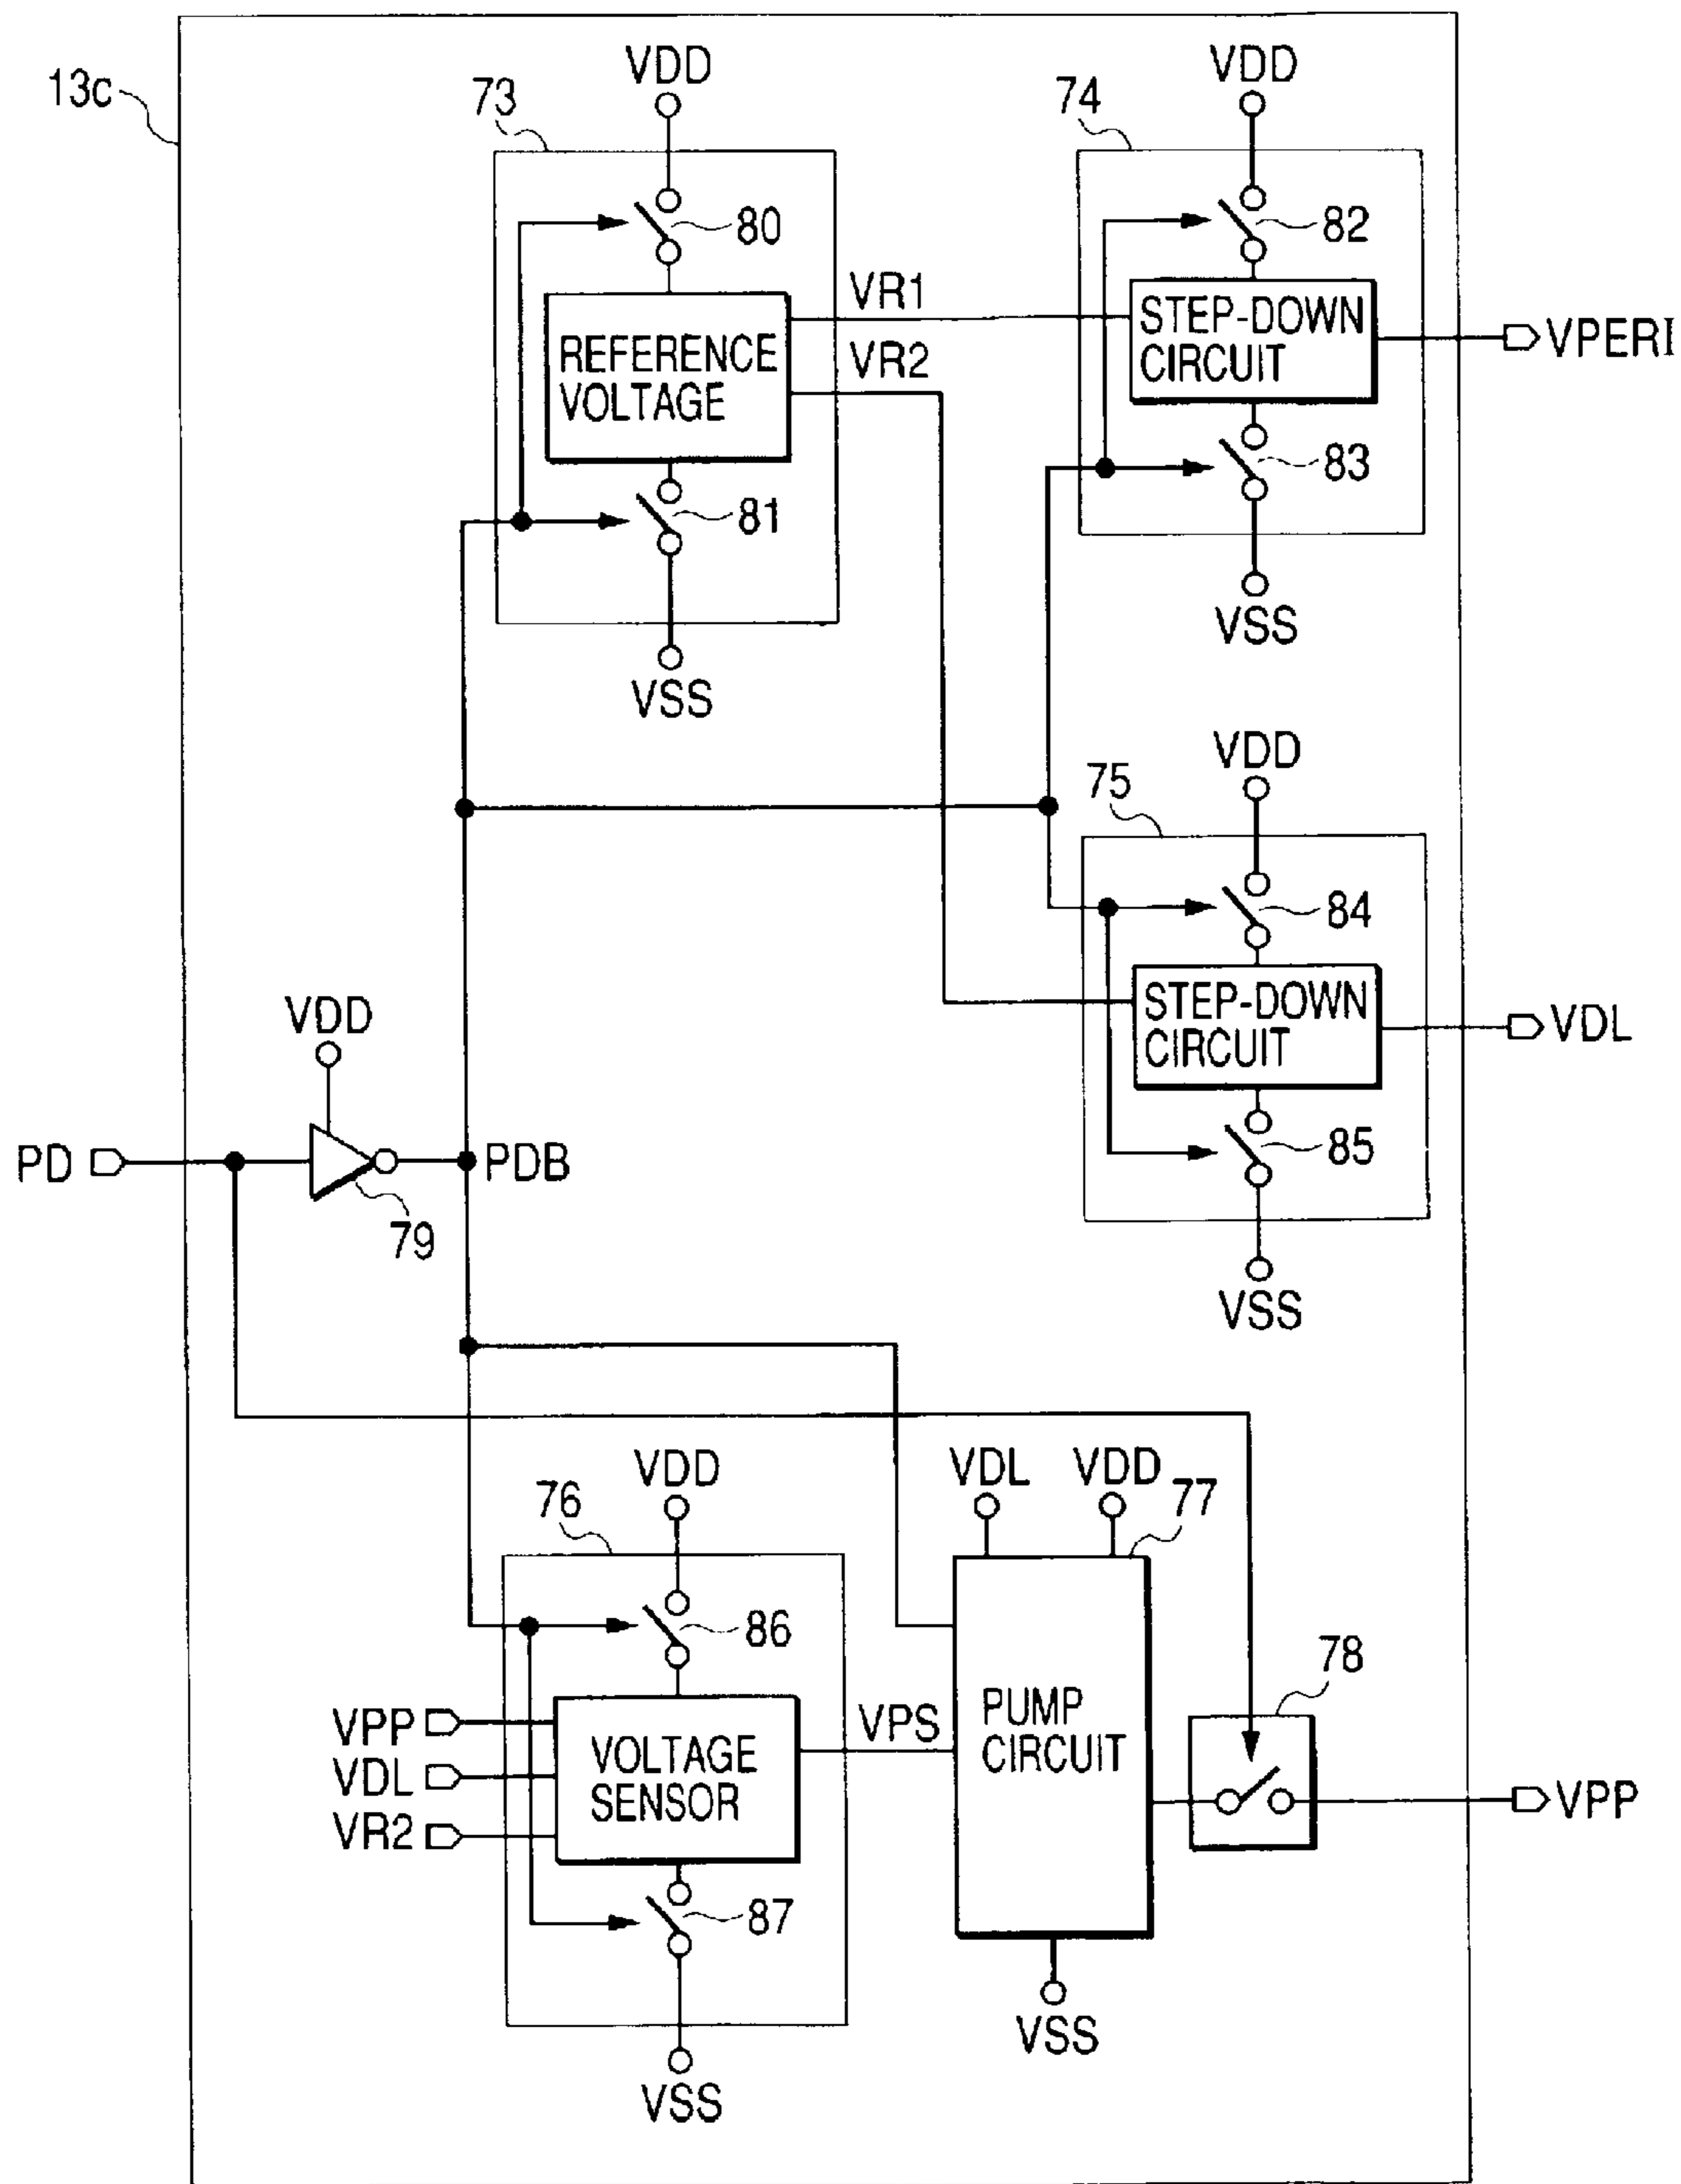 13c
VDD
73
80
REFERENCE
VOLTAGE
VR1
VR2
81
VSS
VDD
74
82
STEP-DOWN
CIRCUIT
VPERI
83
VSS
VDD
75
84
STEP-DOWN
CIRCUIT
VDL
85
VSS
VDD
PD
PDB
79
VDD
76
86
VPP
VDL
VR2
VOLTAGE
SENSOR
VPS
87
VSS
VDL
VDD
77
PUMP
CIRCUIT
78
VPP
VSS